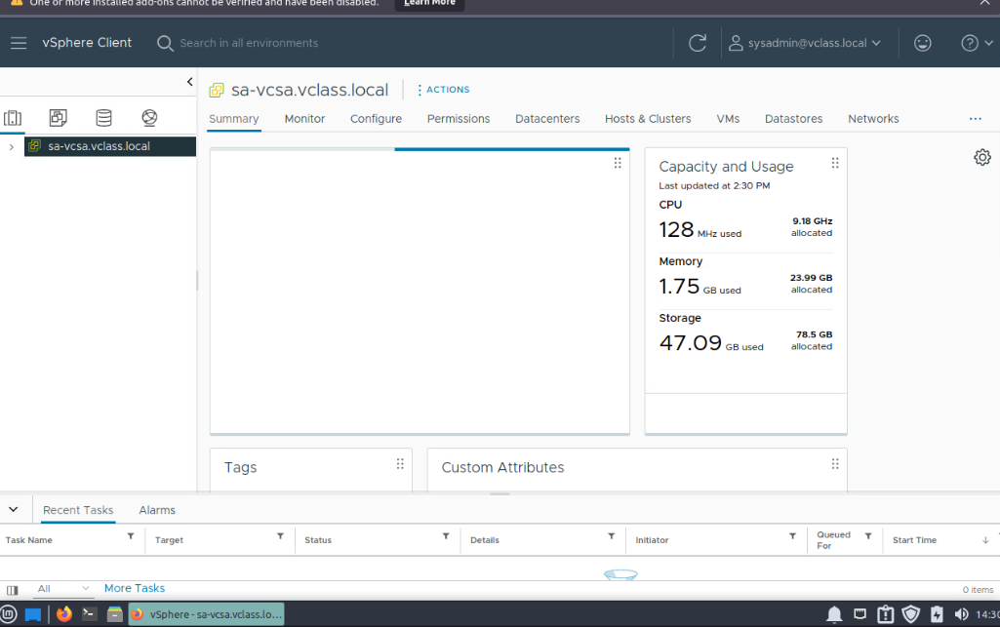 One or more installed add-ons cannot be verified and have been disabled. Learn More
vSphere Client Search in all environments sysadmin@vclass.local
sa-vcsa.vclass.local ACTIONS
Summary Monitor Configure Permissions Datacenters Hosts & Clusters VMs Datastores Networks ...
sa-vcsa.vclass.local
Capacity and Usage
Last updated at 2:30 PM
CPU
128 MHz used 9.18 GHz allocated
Memory
1.75 GB used 23.99 GB allocated
Storage
47.09 GB used 78.5 GB allocated
Tags Custom Attributes
Recent Tasks Alarms
Task Name Target Status Details Initiator Queued For Start Time
All More Tasks 0 items
vSphere - sa-vcsa.vclass.lo... 14:30